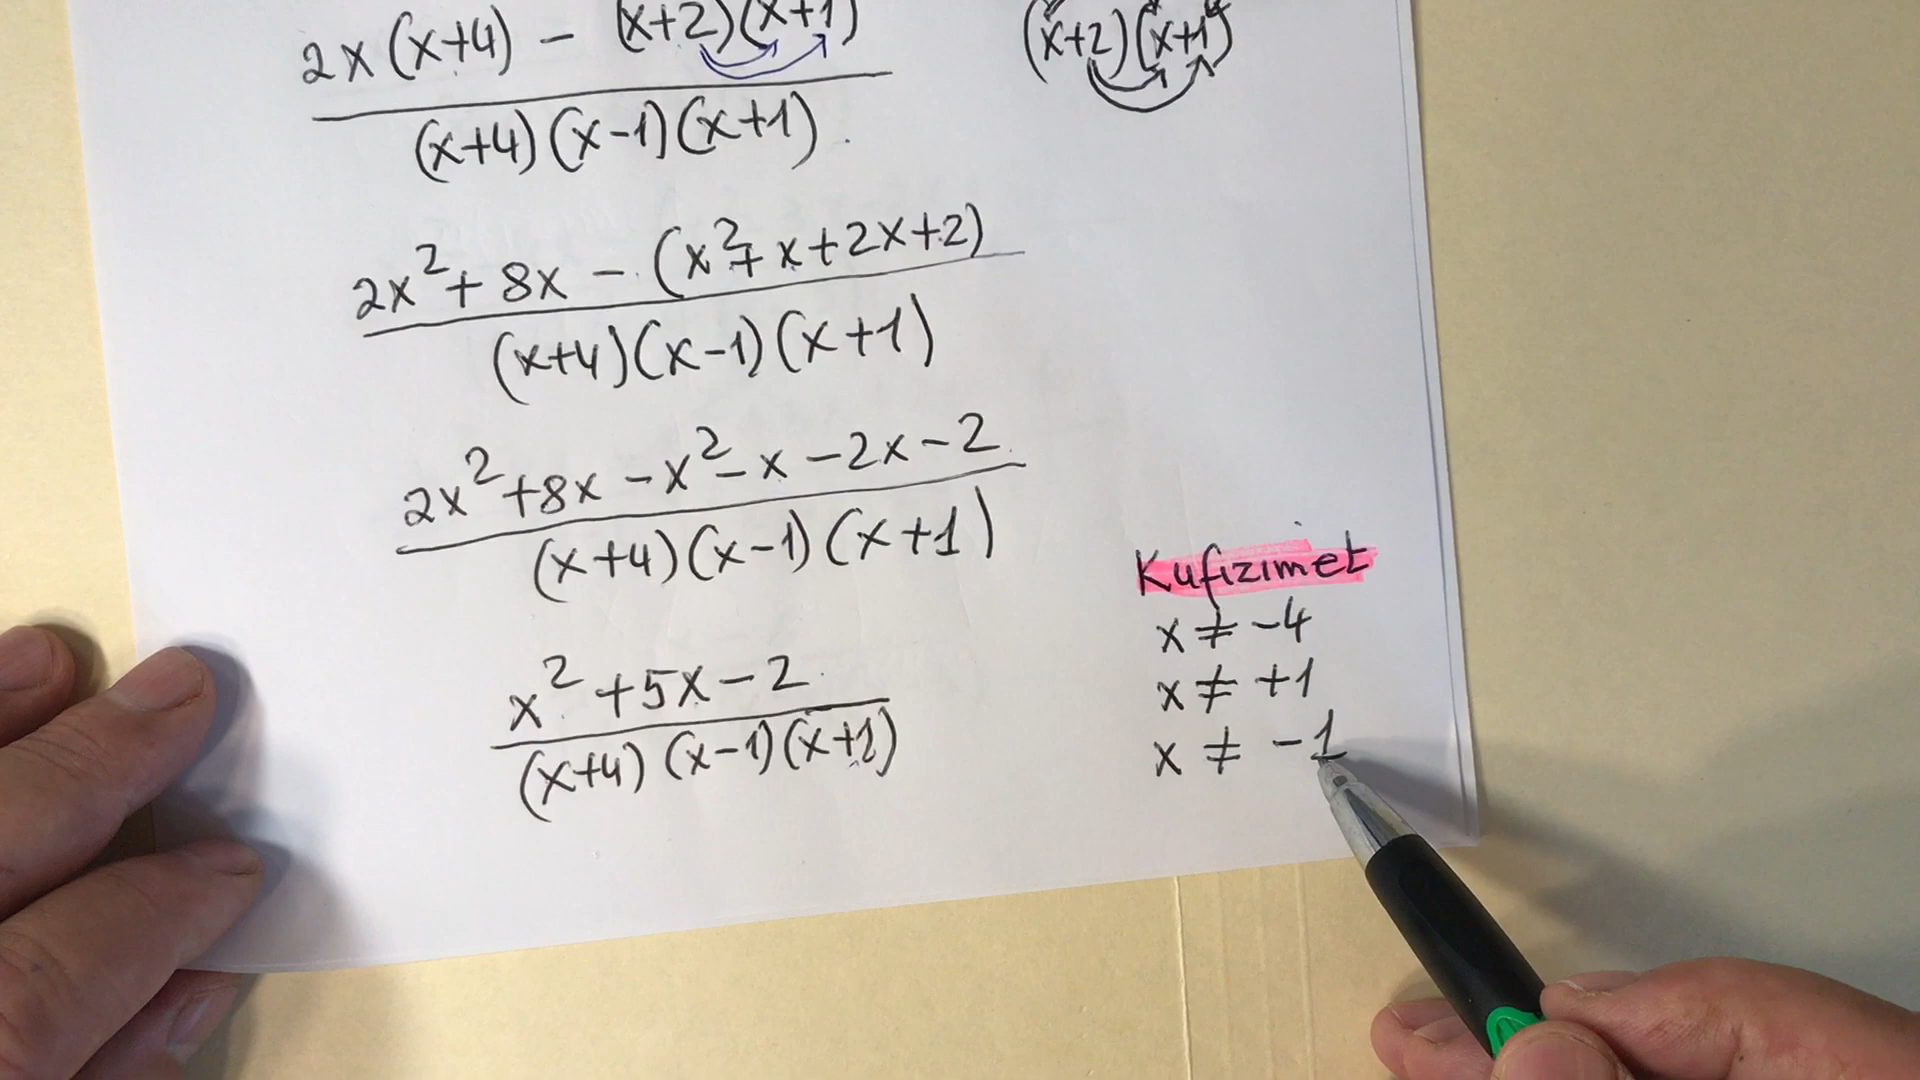 2x(x+4) - (x+2)(x+1)
(x+4)(x-1)(x+1)
(x+2)(x+1)
2x²+8x-(x²+x+2x+2)
(x+4)(x-1)(x+1)
2x²+8x-x²-x-2x-2
(x+4)(x-1)(x+1)
x²+5x-2
(x+4)(x-1)(x+1)
Kufizimet
x ≠ -4
x ≠ +1
x ≠ -1